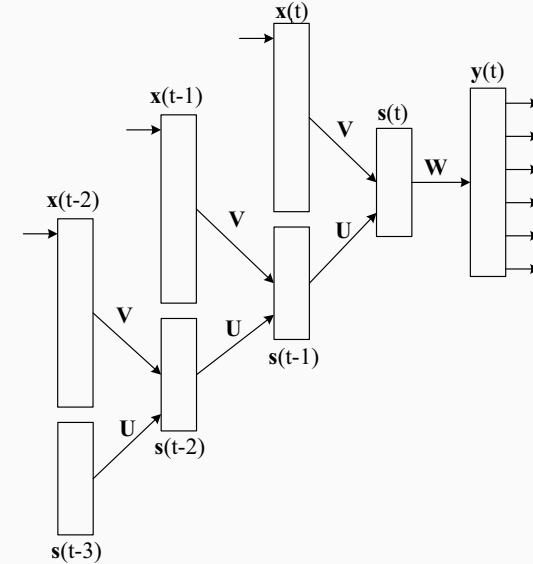 x(t)
y(t)
x(t-1)
s(t)
V
W
x(t-2)
V
U
V
U
s(t-1)
U
s(t-2)
s(t-3)